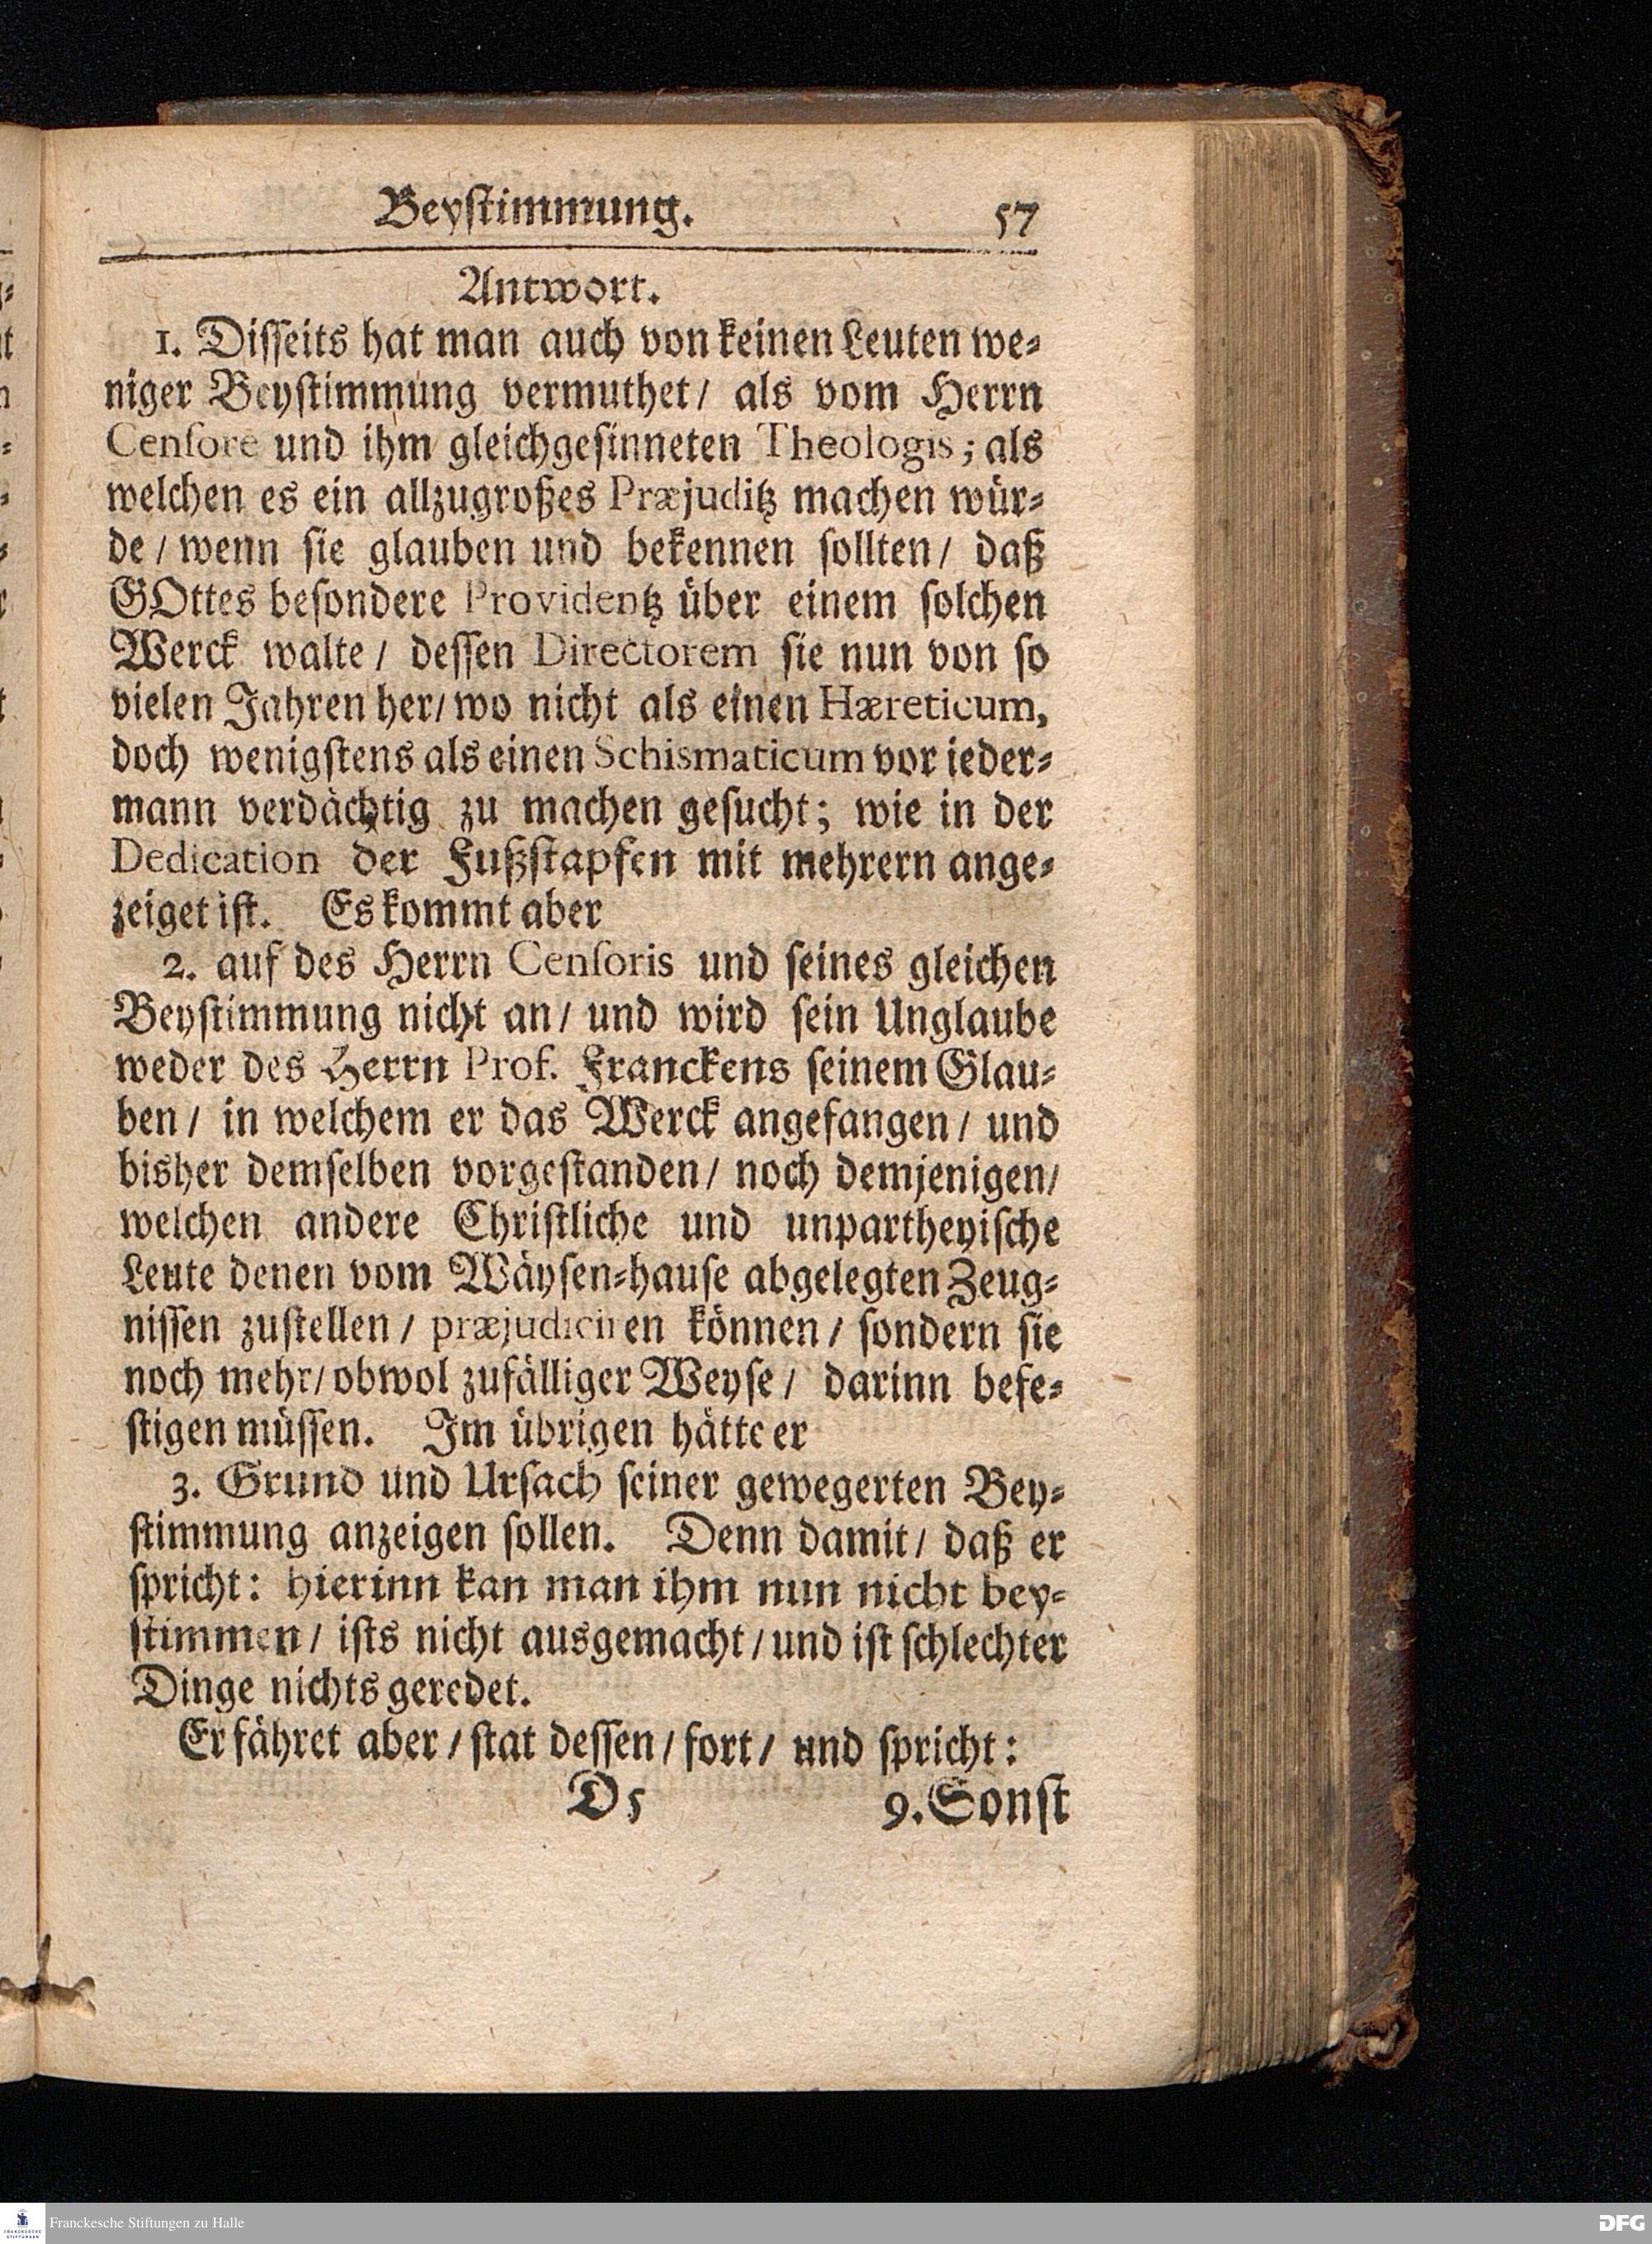 Beyſtimmung. 57
Antwort.
1. Diſſeits hat man auch von keinen Leuten we⸗
niger Beyſtimmung vermuthet/ als vom Herrn
Cenſore und ihm gleichgeſinneten Theologis; als
welchen es ein allzugroßes Præjuditz machen wür⸗
de/ wenn ſie glauben und bekennen ſollten/ daß
GOttes beſondere Providentz über einem ſolchen
Werck walte/ deſſen Directorem ſie nun von ſo
vielen Jahren her/ wo nicht als einen Hæreticum,
doch wenigſtens als einen Schismaticum vor ieder⸗
mann verdächtig zu machen geſucht; wie in der
Dedication der Fußſtapfen mit mehrern ange⸗
zeiget iſt. Es kommt aber
2. auf des Herrn Cenſoris und ſeines gleichen
Beyſtimmung nicht an/ und wird ſein Unglaube
weder des Herrn Prof. Franckens ſeinem Glau⸗
ben/ in welchem er das Werck angefangen/ und
bisher demſelben vorgeſtanden/ noch demjenigen/
welchen andere Chriſtliche und unpartheyiſche
Leute denen vom Wäyſen⸗hauſe abgelegten Zeug⸗
niſſen zuſtellen/ præjudiciren können/ ſondern ſie
noch mehr/ obwol zufälliger Weyſe/ darinn befe⸗
ſtigen müſſen. Im übrigen hätte er
3. Grund und Urſach ſeiner gewegerten Bey⸗
ſtimmung anzeigen ſollen. Denn damit/ daß er
ſpricht: hierinn kan man ihm nun nicht bey⸗
ſtimmen/ iſts nicht ausgemacht/ und iſt ſchlechter
Dinge nichts geredet.
Er fähret aber/ ſtat deſſen/ fort/ und ſpricht:
D5 9. Sonſt
FRANCKESCHE STIFTUNGEN
Franckesche Stiftungen zu Halle
DFG